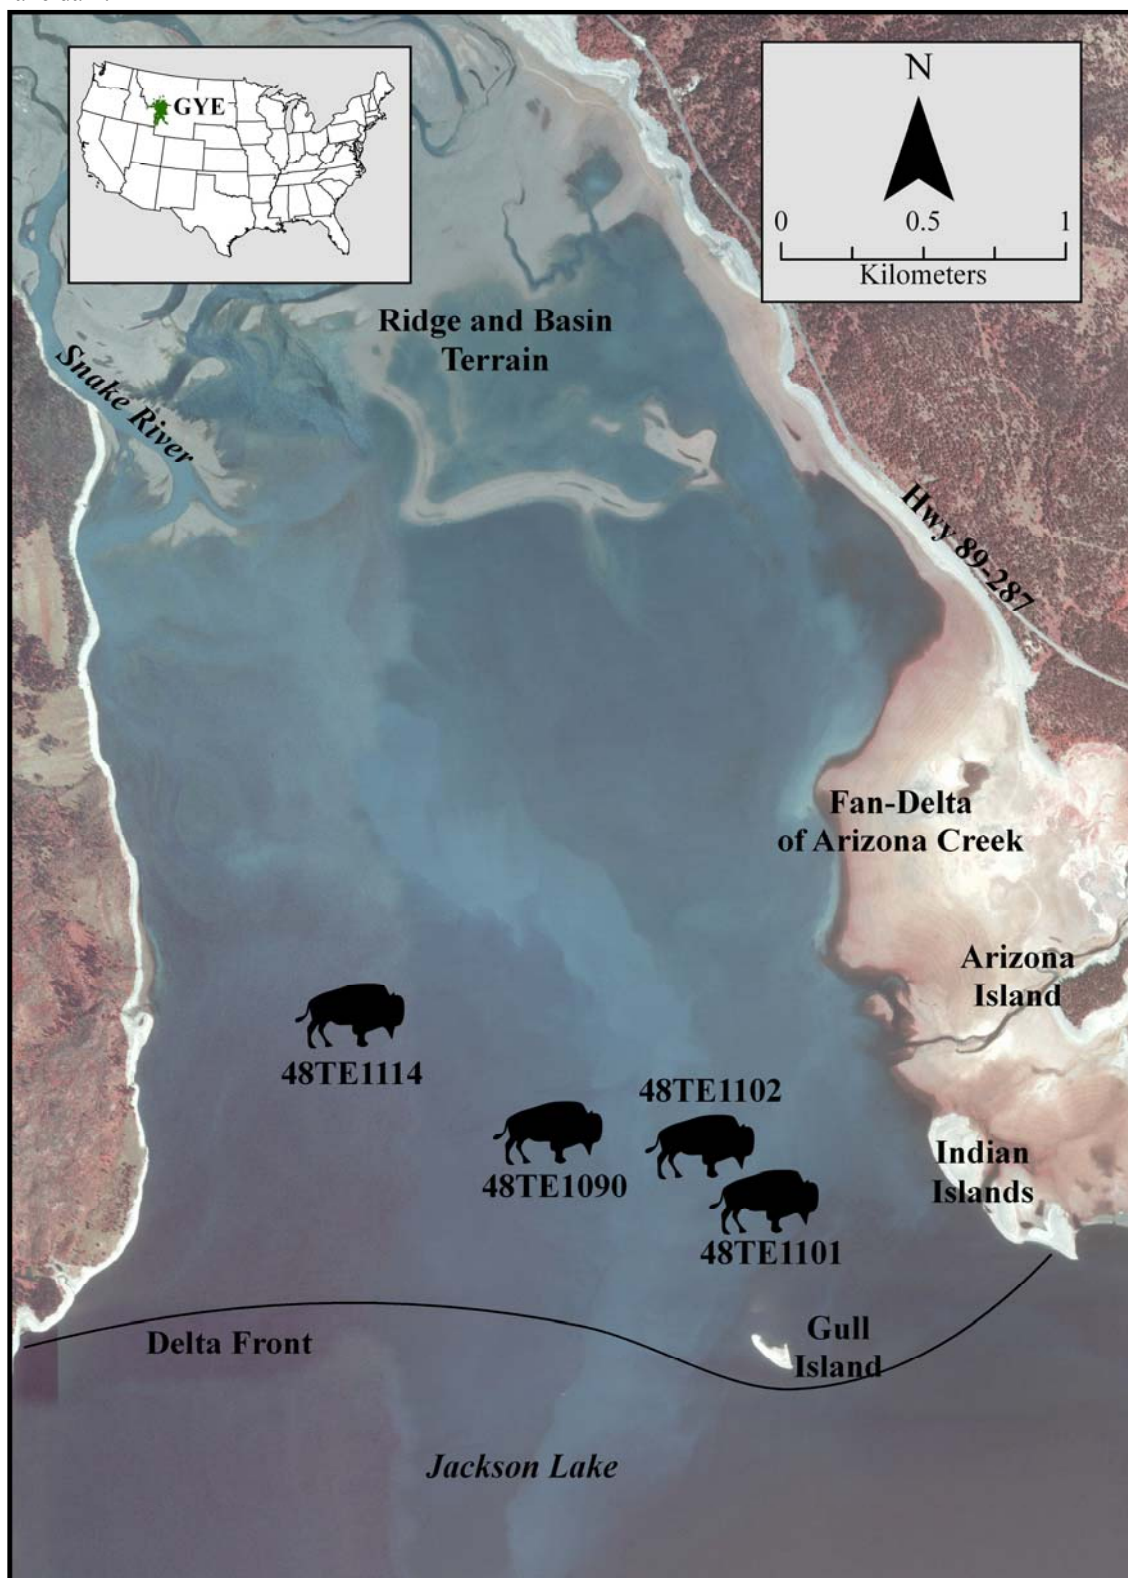 GYE
N
0 0.5 1
Kilometers
Ridge and Basin
Terrain
Snake River
Hwy 89-287
Fan-Delta
of Arizona Creek
Arizona
Island
48TE1114
48TE1102
48TE1090
Indian
Islands
48TE1101
Delta Front
Gull
Island
Jackson Lake